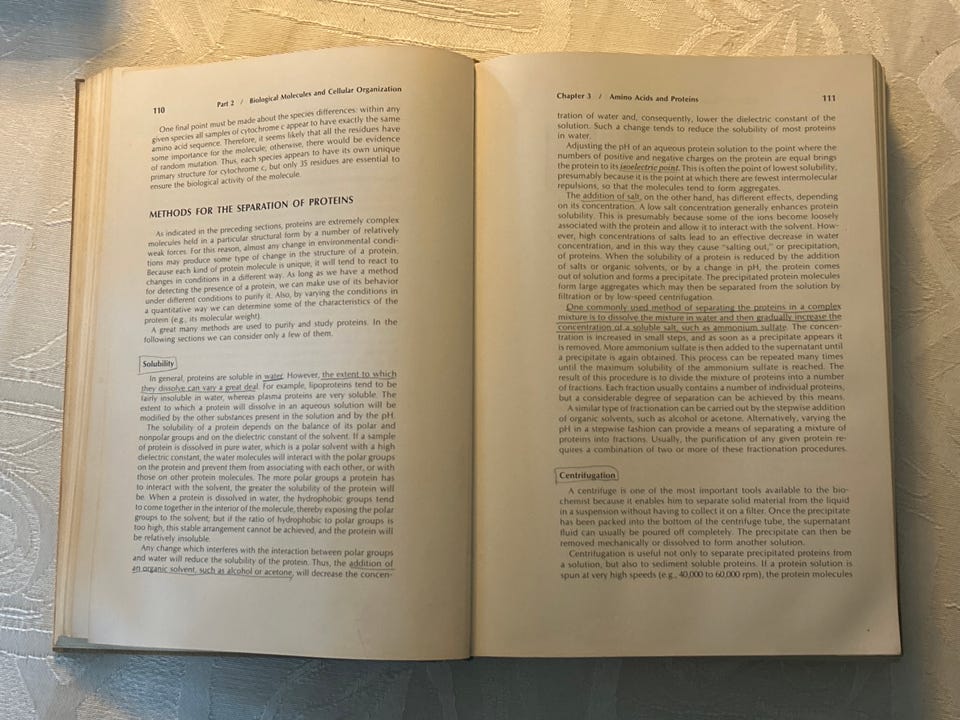 110
Part 2 / Biological Molecules and Cellular Organization
One final point must be made about the species differences: within any
given species all samples of cytochrome c appear to have exactly the same
amino acid sequence. Therefore, it seems likely that all the residues have
some importance for the molecule; otherwise, there would be evidence
of random mutation. Thus, each species appears to have its own unique
primary structure for cytochrome c, but only 35 residues are essential to
ensure the biological activity of the molecule.
METHODS FOR THE SEPARATION OF PROTEINS
As indicated in the preceding sections, proteins are extremely complex
molecules held in a particular structural form by a number of relatively
weak forces. For this reason, almost any change in environmental condi-
tions may produce some type of change in the structure of a protein.
Because each kind of protein molecule is unique, it will tend to react to
changes in conditions in a different way. As long as we have a method
for detecting the presence of a protein, we can make use of its behavior
under different conditions to purify it. Also, by varying the conditions in
a quantitative way we can determine some of the characteristics of the
protein (e.g., its molecular weight).
A great many methods are used to purify and study proteins. In the
following sections we can consider only a few of them.
Solubility
In general, proteins are soluble in water. However, the extent to which
they dissolve can vary a great deal. For example, lipoproteins tend to be
fairly insoluble in water, whereas plasma proteins are very soluble. The
extent to which a protein will dissolve in an aqueous solution will be
modified by the other substances present in the solution and by the pH.
The solubility of a protein depends on the balance of its polar and
nonpolar groups and on the dielectric constant of the solvent. If a sample
of protein is dissolved in pure water, which is a polar solvent with a high
dielectric constant, the water molecules will interact with the polar groups
on the protein and prevent them from associating with each other, or with
those on other protein molecules. The more polar groups a protein has
to interact with the solvent, the greater the solubility of the protein will
be. When a protein is dissolved in water, the hydrophobic groups tend
to come together in the interior of the molecule, thereby exposing the polar
groups to the solvent; but if the ratio of hydrophobic to polar groups is
too high, this stable arrangement cannot be achieved, and the protein will
be relatively insoluble.
Any change which interferes with the interaction between polar groups
and water will reduce the solubility of the protein. Thus, the addition of
an organic solvent, such as alcohol or acetone, will decrease the concen-
Chapter 3 / Amino Acids and Proteins
111
tration of water and, consequently, lower the dielectric constant of the
solution. Such a change tends to reduce the solubility of most proteins
in water.
Adjusting the pH of an aqueous protein solution to the point where the
numbers of positive and negative charges on the protein are equal brings
the protein to its isoelectric point. This is often the point of lowest solubility,
presumably because it is the point at which there are fewest intermolecular
repulsions, so that the molecules tend to form aggregates.
The addition of salt, on the other hand, has different effects, depending
on its concentration. A low salt concentration generally enhances protein
solubility. This is presumably because some of the ions become loosely
associated with the protein and allow it to interact with the solvent. How-
ever, high concentrations of salts lead to an effective decrease in water
concentration, and in this way they cause "salting out," or precipitation,
of proteins. When the solubility of a protein is reduced by the addition
of salts or organic solvents, or by a change in pH, the protein comes
out of solution and forms a precipitate. The precipitated protein molecules
form large aggregates which may then be separated from the solution by
filtration or by low-speed centrifugation.
One commonly used method of separating the proteins in a complex
mixture is to dissolve the mixture in water and then gradually increase the
concentration of a soluble salt, such as ammonium sulfate. The concen-
tration is increased in small steps, and as soon as a precipitate appears it
is removed. More ammonium sulfate is then added to the supernatant until
a precipitate is again obtained. This process can be repeated many times
until the maximum solubility of the ammonium sulfate is reached. The
result of this procedure is to divide the mixture of proteins into a number
of fractions. Each fraction usually contains a number of individual proteins,
but a considerable degree of separation can be achieved by this means.
A similar type of fractionation can be carried out by the stepwise addition
of organic solvents, such as alcohol or acetone. Alternatively, varying the
pH in a stepwise fashion can provide a means of separating a mixture of
proteins into fractions. Usually, the purification of any given protein re-
quires a combination of two or more of these fractionation procedures.
Centrifugation
A centrifuge is one of the most important tools available to the bio-
chemist because it enables him to separate solid material from the liquid
in a suspension without having to collect it on a filter. Once the precipitate
has been packed into the bottom of the centrifuge tube, the supernatant
fluid can usually be poured off completely. The precipitate can then be
removed mechanically or dissolved to form another solution.
Centrifugation is useful not only to separate precipitated proteins from
a solution, but also to sediment soluble proteins. If a protein solution is
spun at very high speeds (e.g., 40,000 to 60,000 rpm), the protein molecules